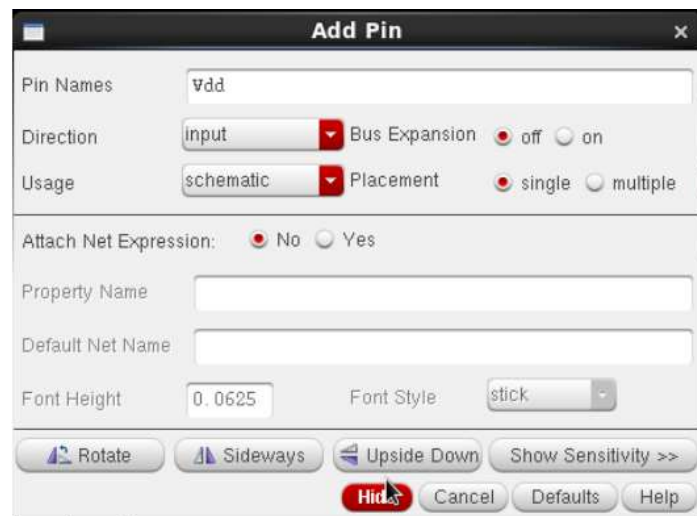 Add Pin
Pin Names Vdd
Direction input Bus Expansion off on
Usage schematic Placement single multiple
Attach Net Expression: No Yes
Property Name
Default Net Name
Font Height 0.0625 Font Style stick
Rotate Sideways Upside Down Show Sensitivity >>
Hide Cancel Defaults Help